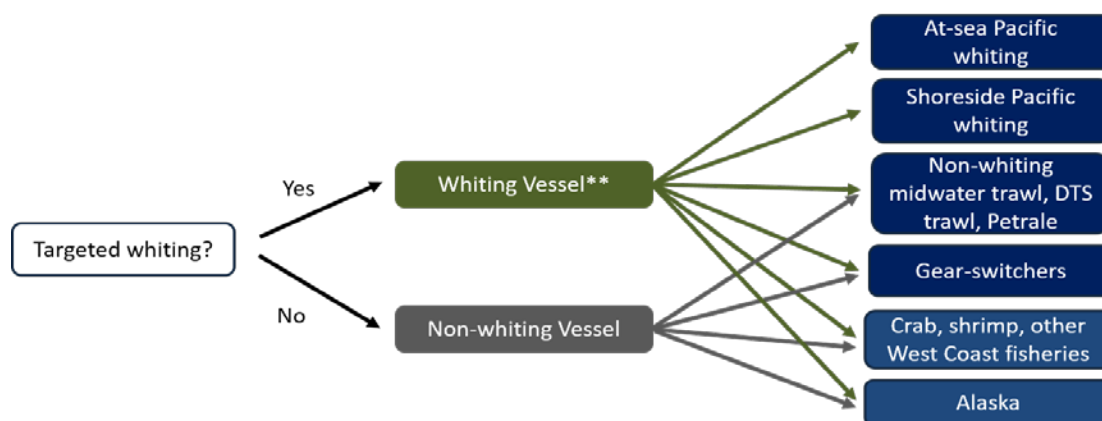 At-sea Pacific
whiting
Shoreside Pacific
whiting
Yes
Whiting Vessel**
Non-whiting
midwater trawl, DTS
trawl, Petrale
Targeted whiting?
Gear-switchers
No
Non-whiting Vessel
Crab, shrimp, other
West Coast fisheries
Alaska